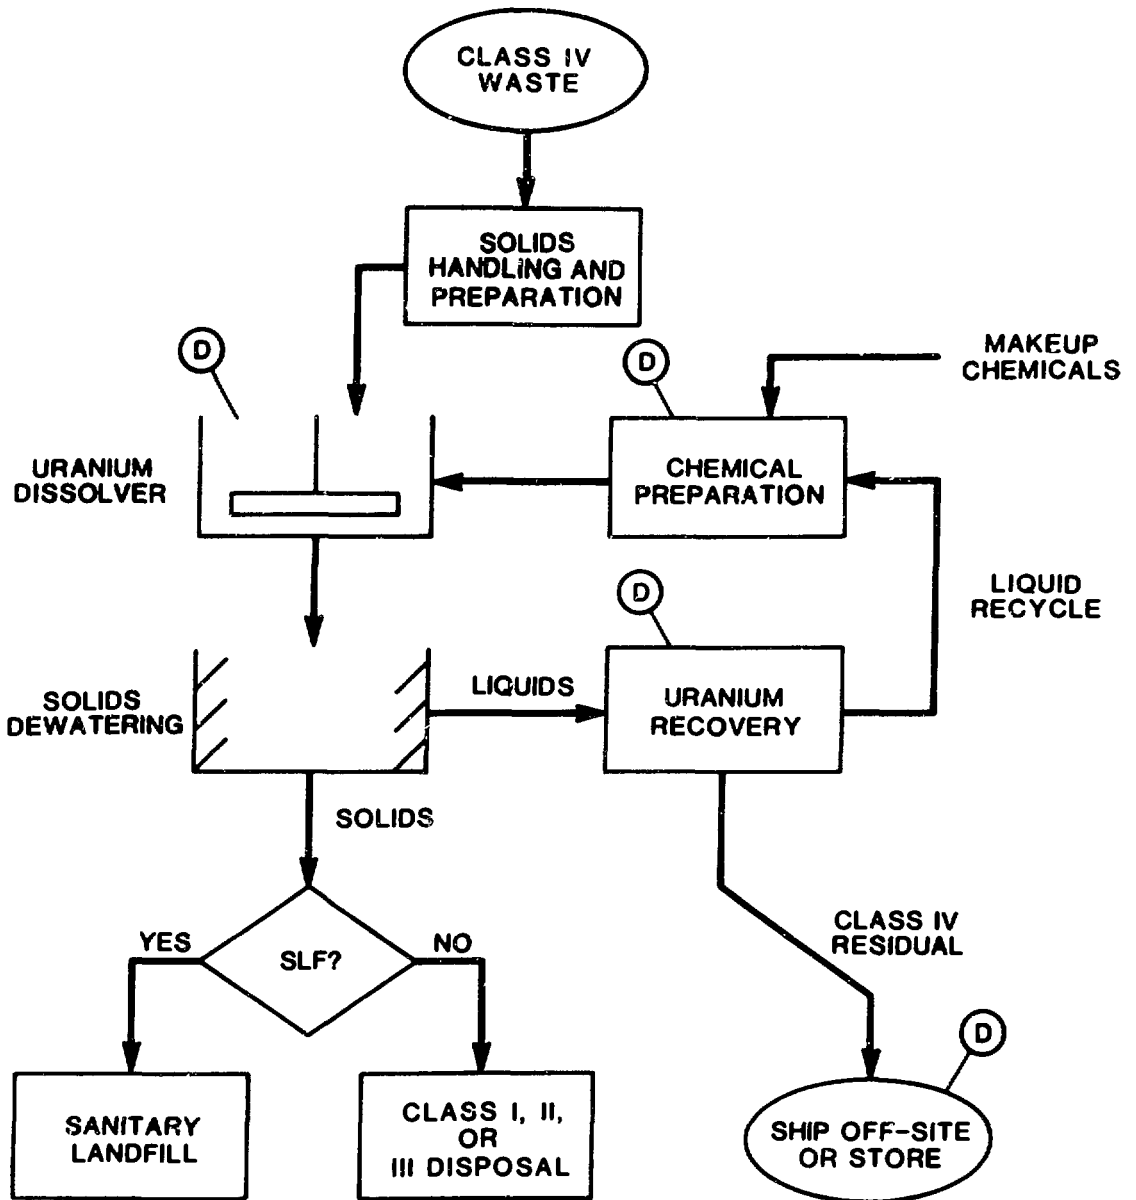 CLASS IV
WASTE
SOLIDS
HANDLING AND
PREPARATION
D
D
MAKEUP
CHEMICALS
URANIUM
DISSOLVER
CHEMICAL
PREPARATION
D
LIQUID
RECYCLE
SOLIDS
DEWATERING
LIQUIDS
URANIUM
RECOVERY
SOLIDS
YES
SLF?
NO
CLASS IV
RESIDUAL
D
SANITARY
LANDFILL
CLASS I, II,
OR
III DISPOSAL
SHIP OFF-SITE
OR STORE